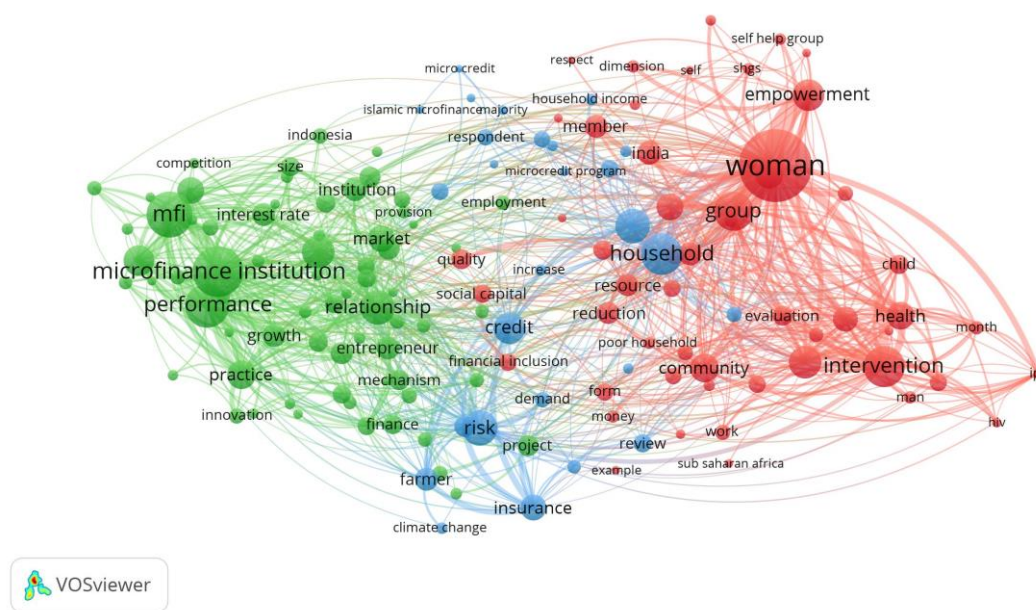 self help group
micro credit
respect
dimension
self
shgs
empowerment
islamic microfinance
majority
household income
indonesia
respondent
member
competition
size
india
woman
microcredit program
institution
mfi
interest rate
provision
employment
group
market
household
quality
child
microfinance institution
increase
resource
social capital
performance
relationship
reduction
evaluation
health
credit
month
growth
entrepreneur
poor household
financial inclusion
community
intervention
practice
mechanism
form
demand
man
innovation
finance
money
hiv
risk
work
project
review
sub saharan africa
example
farmer
insurance
climate change
VOSviewer